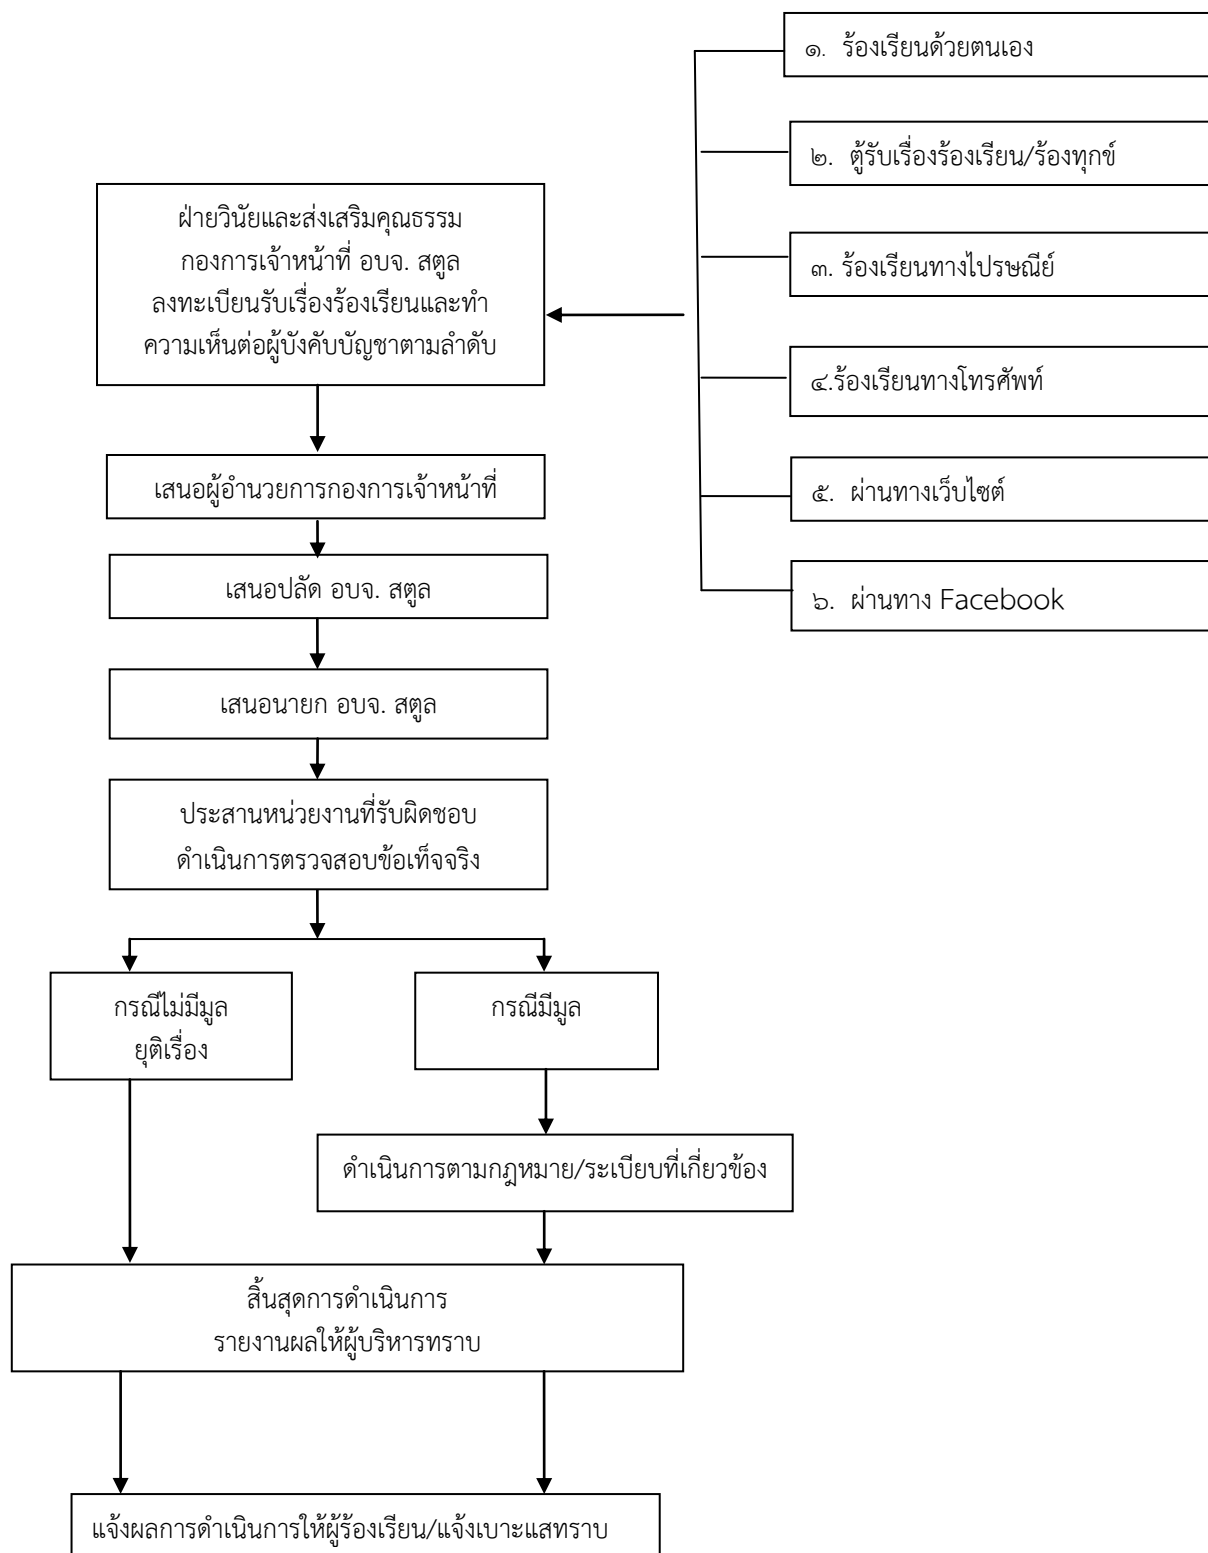 ๑. ร้องเรียนด้วยตนเอง
๒. ตู้รับเรื่องร้องเรียน/ร้องทุกข์
๓. ร้องเรียนทางไปรษณีย์
๔.ร้องเรียนทางโทรศัพท์
๕. ผ่านทางเว็บไซต์
๖. ผ่านทาง Facebook
ฝ่ายวินัยและส่งเสริมคุณธรรม
กองการเจ้าหน้าที่ อบจ. สตูล
ลงทะเบียนรับเรื่องร้องเรียนและทำ
ความเห็นต่อผู้บังคับบัญชาตามลำดับ
เสนอผู้อำนวยการกองการเจ้าหน้าที่
เสนอปลัด อบจ. สตูล
เสนอนายก อบจ. สตูล
ประสานหน่วยงานที่รับผิดชอบ
ดำเนินการตรวจสอบข้อเท็จจริง
กรณีไม่มีมูล
ยุติเรื่อง
กรณีมีมูล
ดำเนินการตามกฎหมาย/ระเบียบที่เกี่ยวข้อง
สิ้นสุดการดำเนินการ
รายงานผลให้ผู้บริหารทราบ
แจ้งผลการดำเนินการให้ผู้ร้องเรียน/แจ้งเบาะแสทราบ